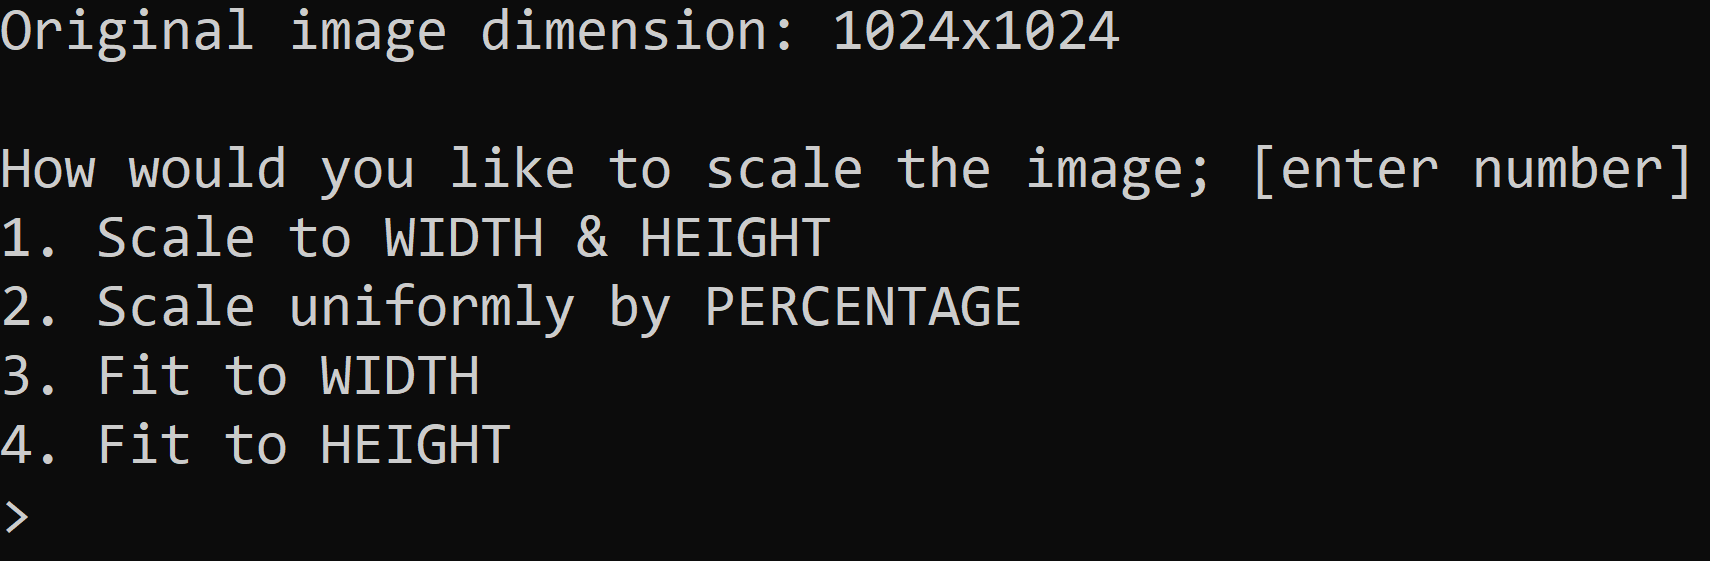 Original image dimension: 1024x1024
How would you like to scale the image; [enter number]
1. Scale to WIDTH & HEIGHT
2. Scale uniformly by PERCENTAGE
3. Fit to WIDTH
4. Fit to HEIGHT
>